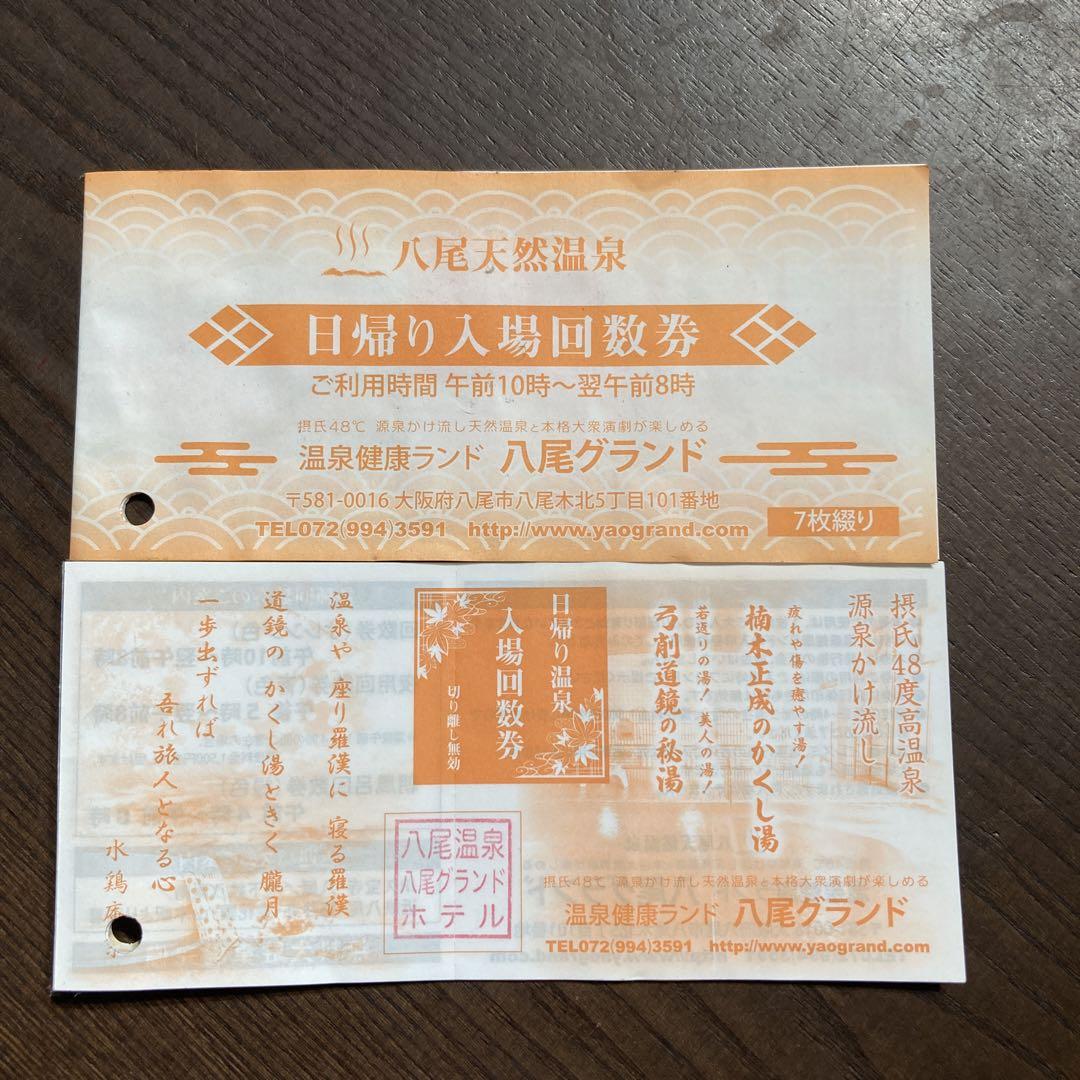 八尾天然温泉
日帰り入場回数券
ご利用時間 午前10時〜翌午前8時
摂氏48℃ 源泉かけ流し天然温泉と本格大衆演劇が楽しめる
温泉健康ランド 八尾グランド
〒581-0016 大阪府八尾市八尾木北5丁目101番地
TEL072(994)3591 http://www.yaogrand.com
7枚綴り
摂氏48度高温泉
源泉かけ流し
疲れや傷を癒やす湯!
楠木正成のかくし湯
若返りの湯! 美人の湯!
弓削道鏡の秘湯
日帰り温泉
入場回数券
切り離し無効
温泉や 座り羅漢に 寝る羅漢
道鏡の かくし湯ときく 朧月
一歩出ずれば
吾れ旅人となる心
水鶏
八尾温泉
八尾グランド
ホテル
摂氏48℃ 源泉かけ流し天然温泉と本格大衆演劇が楽しめる
温泉健康ランド 八尾グランド
TEL072(994)3591 http://www.yaogrand.com